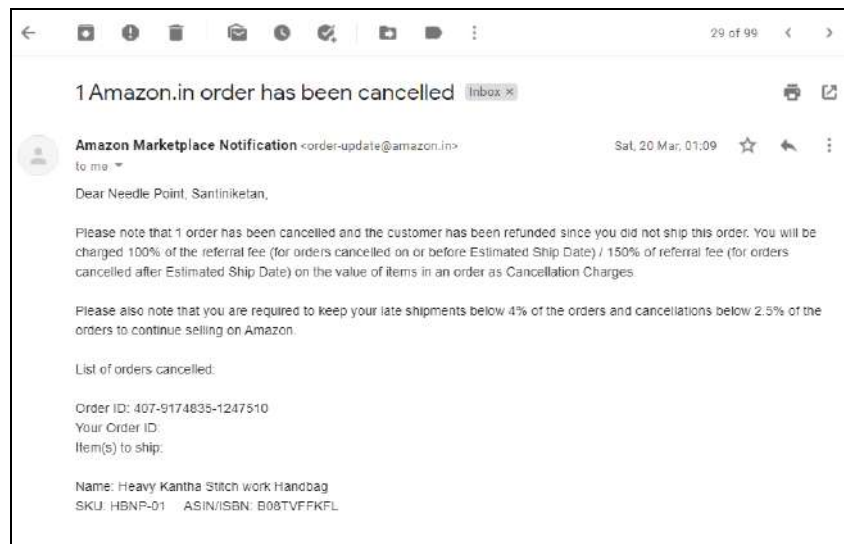 29 of 99
1 Amazon.in order has been cancelled Inbox ×
Amazon Marketplace Notification <order-update@amazon.in> Sat, 20 Mar, 01:09
to me
Dear Needle Point, Santiniketan,
Please note that 1 order has been cancelled and the customer has been refunded since you did not ship this order. You will be
charged 100% of the referral fee (for orders cancelled on or before Estimated Ship Date) / 150% of referral fee (for orders
cancelled after Estimated Ship Date) on the value of items in an order as Cancellation Charges.
Please also note that you are required to keep your late shipments below 4% of the orders and cancellations below 2.5% of the
orders to continue selling on Amazon.
List of orders cancelled:
Order ID: 407-9174835-1247510
Your Order ID:
Item(s) to ship:
Name: Heavy Kantha Stitch work Handbag
SKU: HBNP-01 ASIN/ISBN: B08TVFFKFL